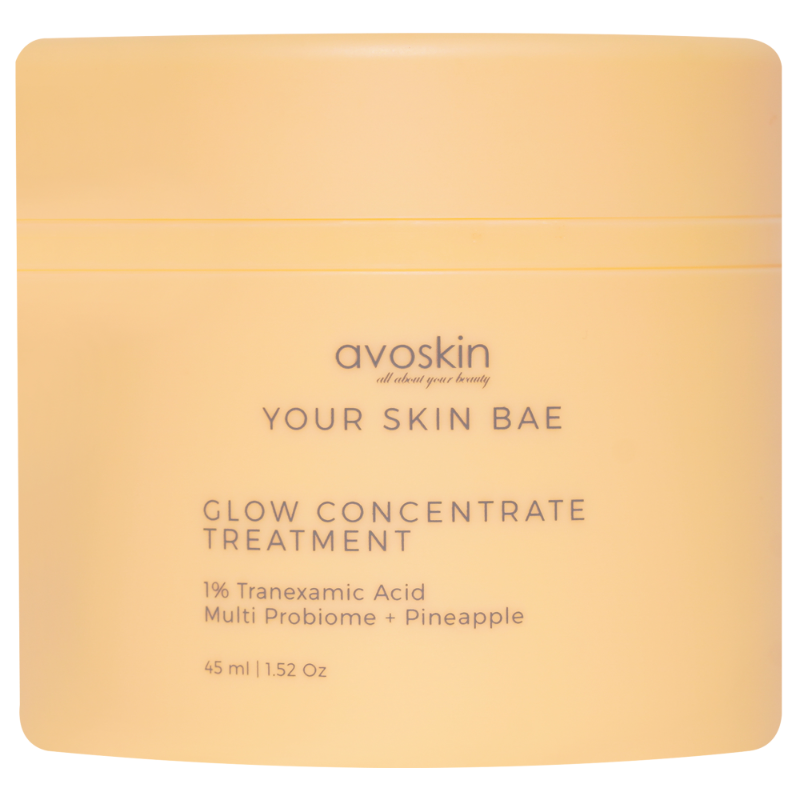 avoskin
all about your beauty
YOUR SKIN BAE
GLOW CONCENTRATE
TREATMENT
1% Tranexamic Acid
Multi Probiome + Pineapple
45 ml | 1.52 Oz